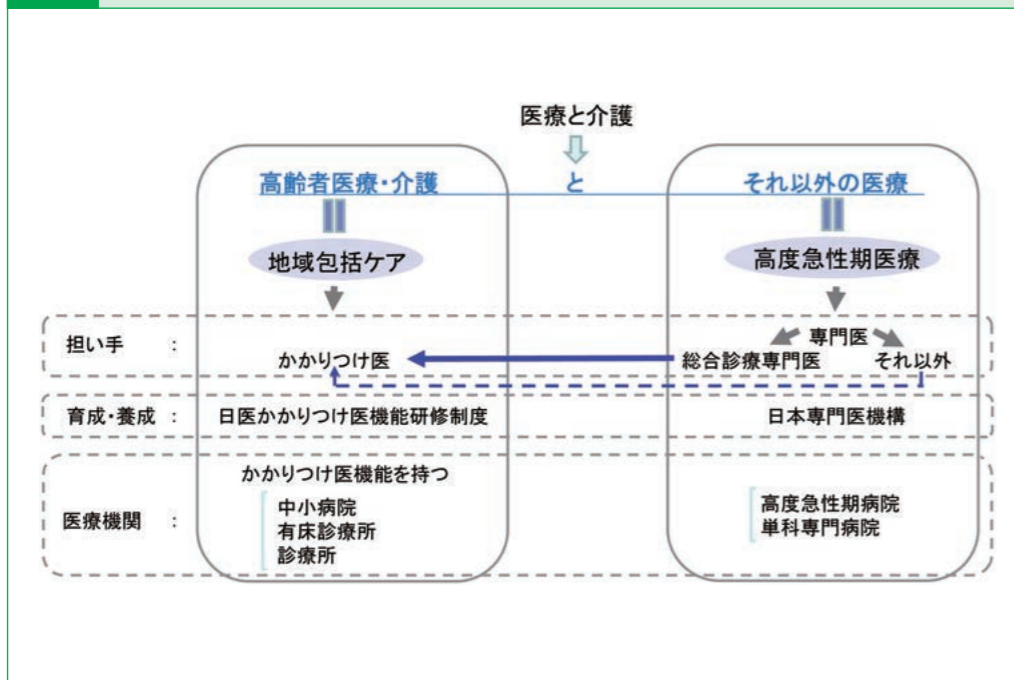 医療と介護
高齢者医療・介護 と それ以外の医療
地域包括ケア 高度急性期医療
担い手 : 専門医
かかりつけ医 総合診療専門医 それ以外
育成・養成 : 日医かかりつけ医機能研修制度 日本専門医機構
かかりつけ医機能を持つ
医療機関 :
中小病院
有床診療所
診療所
高度急性期病院
単科専門病院